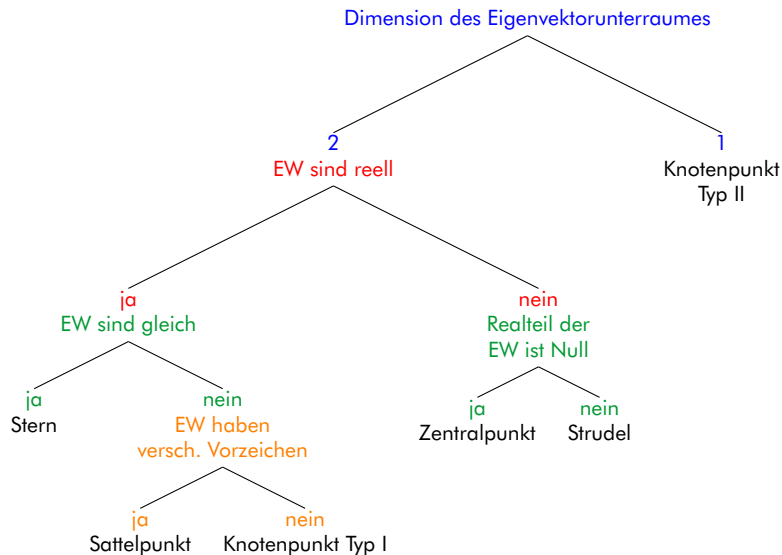 Dimension des Eigenvektorunterraumes
2
1
EW sind reell
Knotenpunkt
Typ II
ja
nein
EW sind gleich
Realteil der
EW ist Null
ja
nein
ja
nein
Stern
EW haben
versch. Vorzeichen
Zentralpunkt
Strudel
ja
nein
Sattelpunkt
Knotenpunkt Typ I